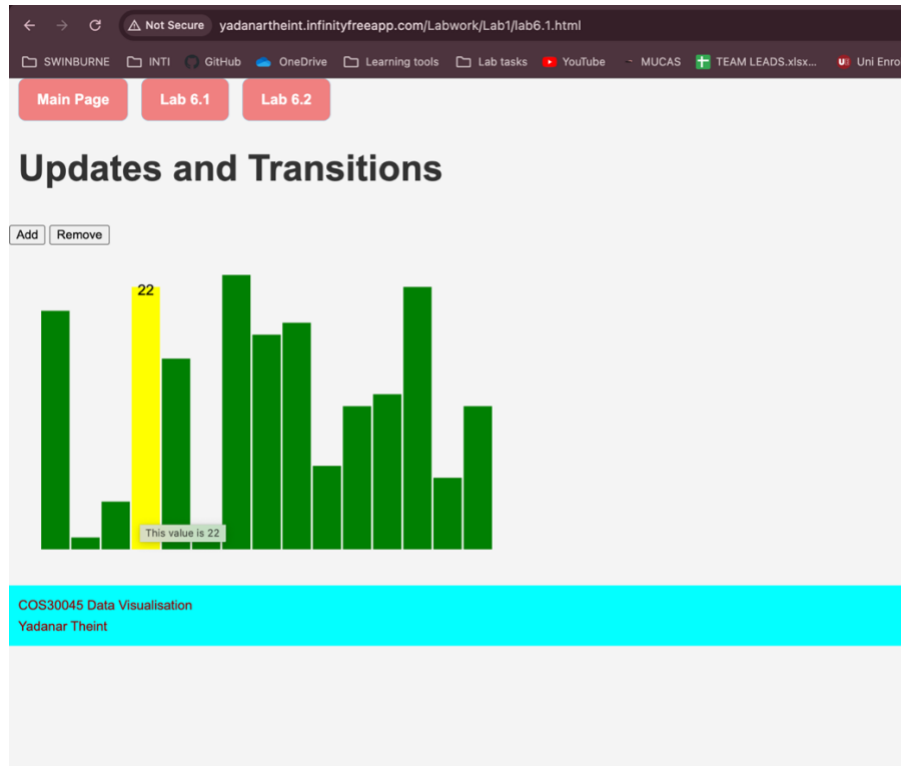 Not Secure yadanartheint.infinityfreeapp.com/Labwork/Lab1/lab6.1.html
SWINBURNE INTI GitHub OneDrive Learning tools Lab tasks YouTube MUCAS TEAM LEADS.xlsx... Uni Enro
Main Page Lab 6.1 Lab 6.2
Updates and Transitions
Add Remove
22
This value is 22
COS30045 Data Visualisation
Yadanar Theint